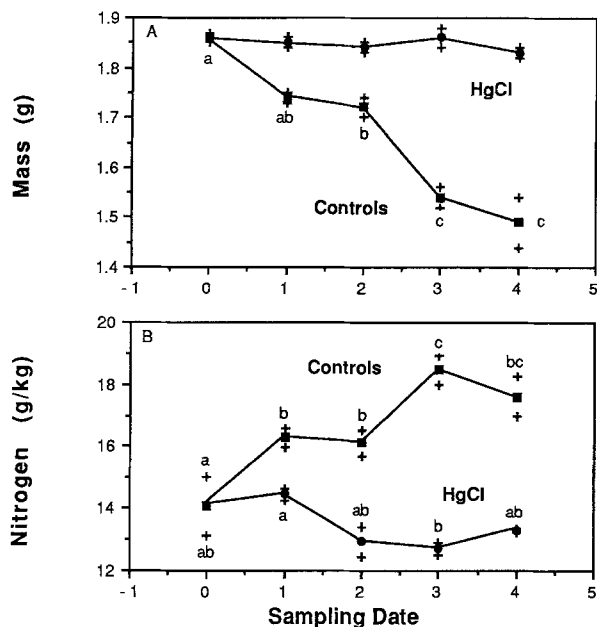 1.9
A
1.8
HgCl
a
1.7
ab
b
Mass (g)
1.6
Controls
1.5
c
c
1.4
-1 0 1 2 3 4 5
20
B
c
Controls
bc
18
b b
Nitrogen (g/kg)
16
a
HgCl
14
ab
a
b
ab
ab
12
-1 0 1 2 3 4 5
Sampling Date